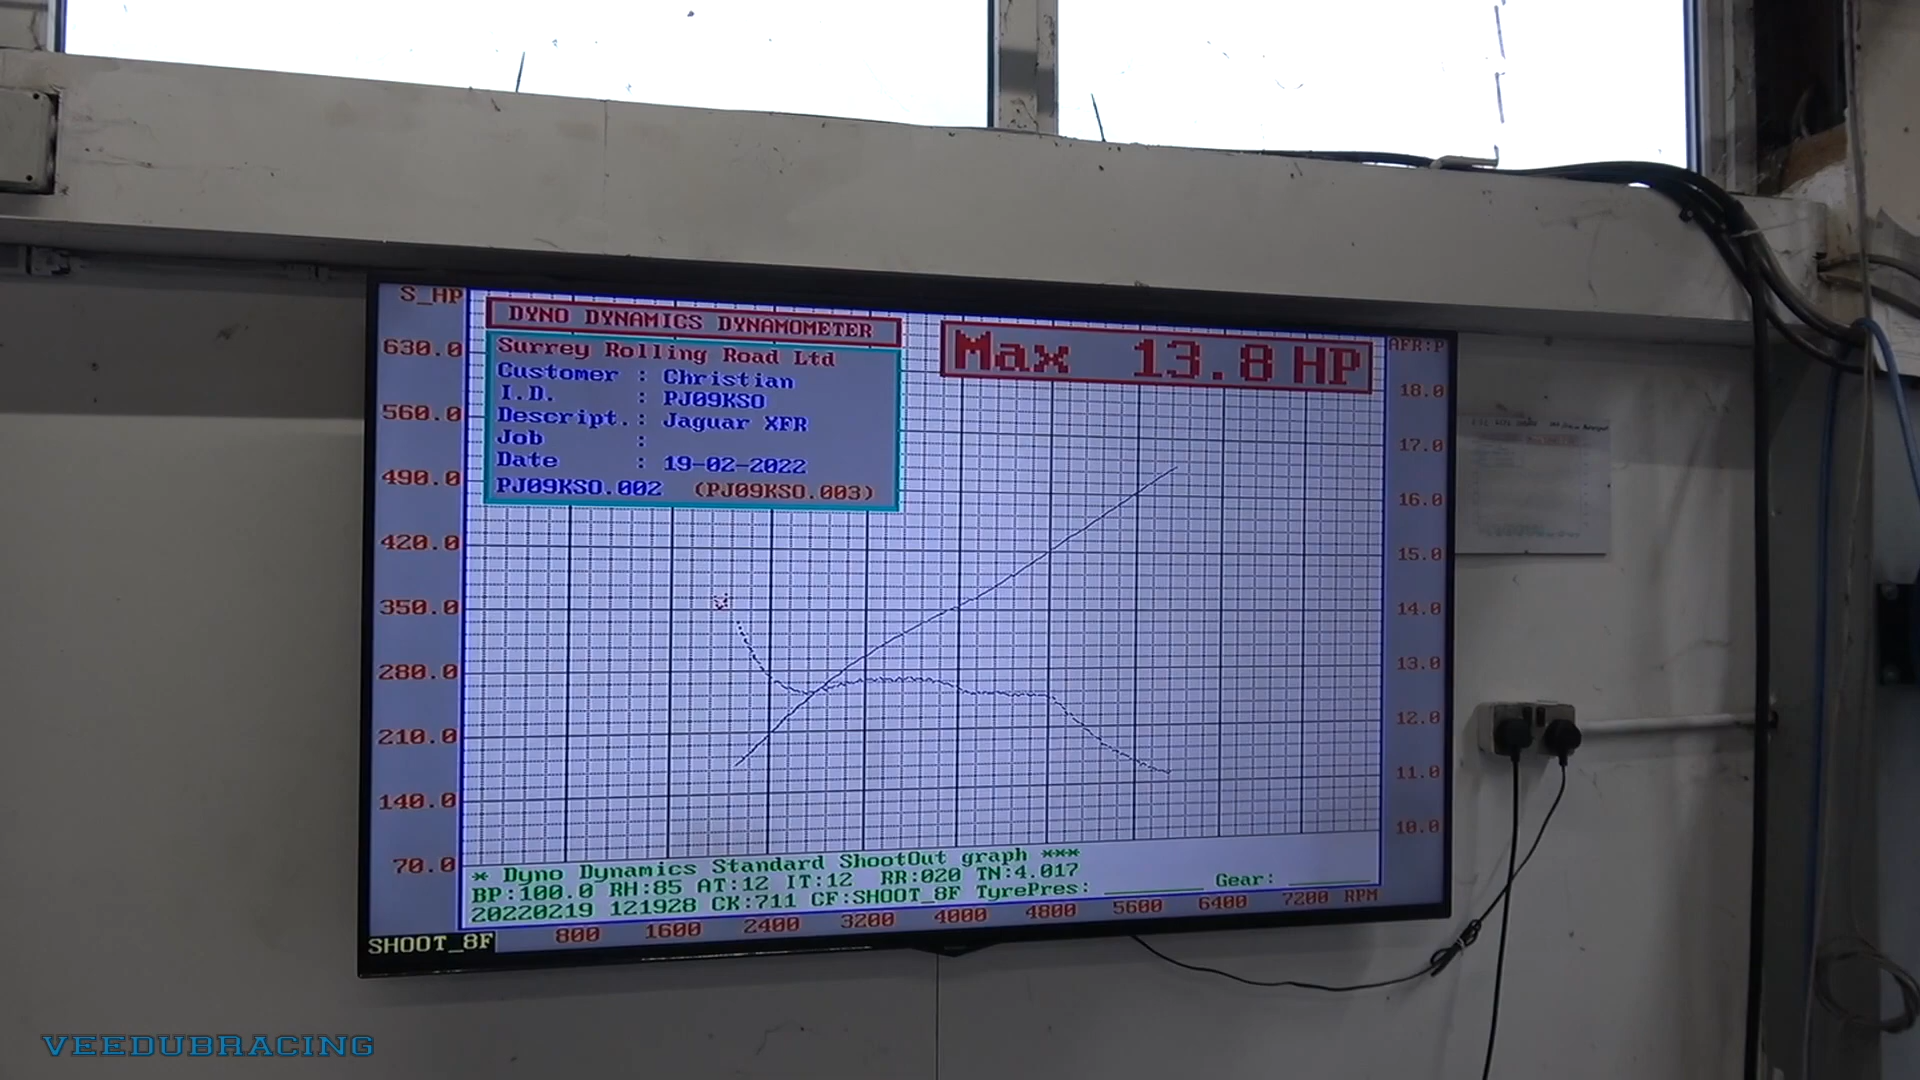 S_HP
DYNO DYNAMICS DYNAMOMETER
Surrey Rolling Road Ltd
Customer : Christian
I.D. : PJ09KSO
Descript.: Jaguar XFR
Job :
Date : 19-02-2022
PJ09KSO.002 (PJ09KSO.003)
Max 13.8 HP
AFR:P
630.0
560.0
490.0
420.0
350.0
280.0
210.0
140.0
70.0
18.0
17.0
16.0
15.0
14.0
13.0
12.0
11.0
10.0
* Dyno Dynamics Standard ShootOut graph ***
BP:100.0 RH:85 AT:12 IT:12 RR:020 TN:4.017
20220219 121928 CK:711 CF:SHOOT_8F TyrePres: ________ Gear: ________
800 1600 2400 3200 4000 4800 5600 6400 7200 RPM
SHOOT_8F
VEEDUBRACING